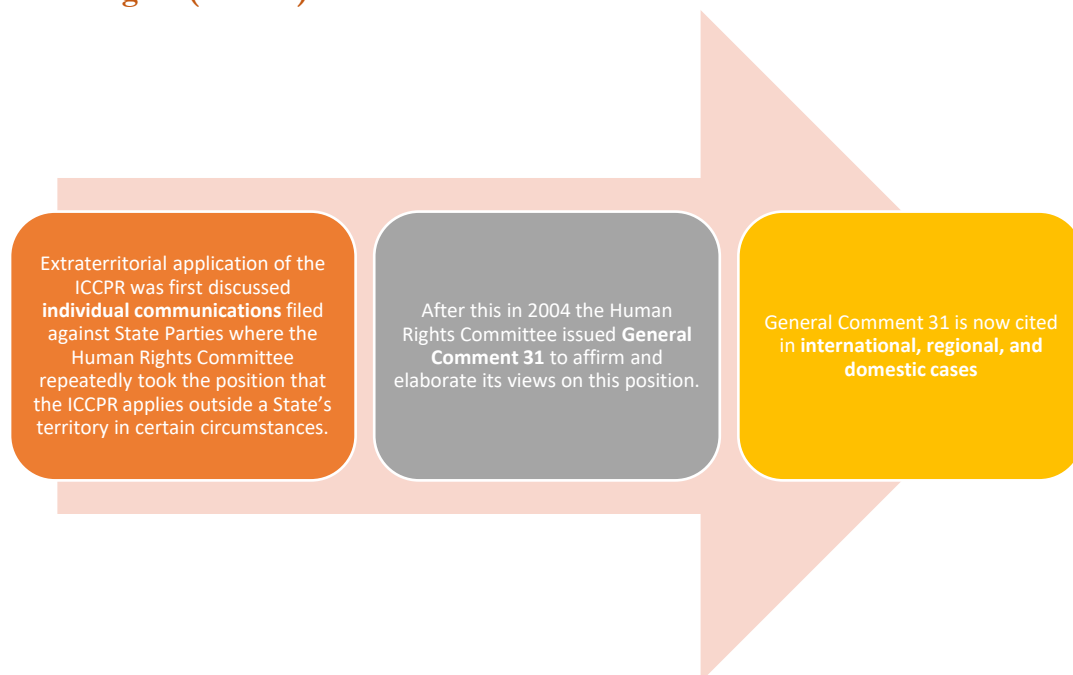 Extraterritorial application of the
ICCPR was first discussed
individual communications filed
against State Parties where the
Human Rights Committee
repeatedly took the position that
the ICCPR applies outside a State’s
territory in certain circumstances.
After this in 2004 the Human
Rights Committee issued General
Comment 31 to affirm and
elaborate its views on this position.
General Comment 31 is now cited
in international, regional, and
domestic cases